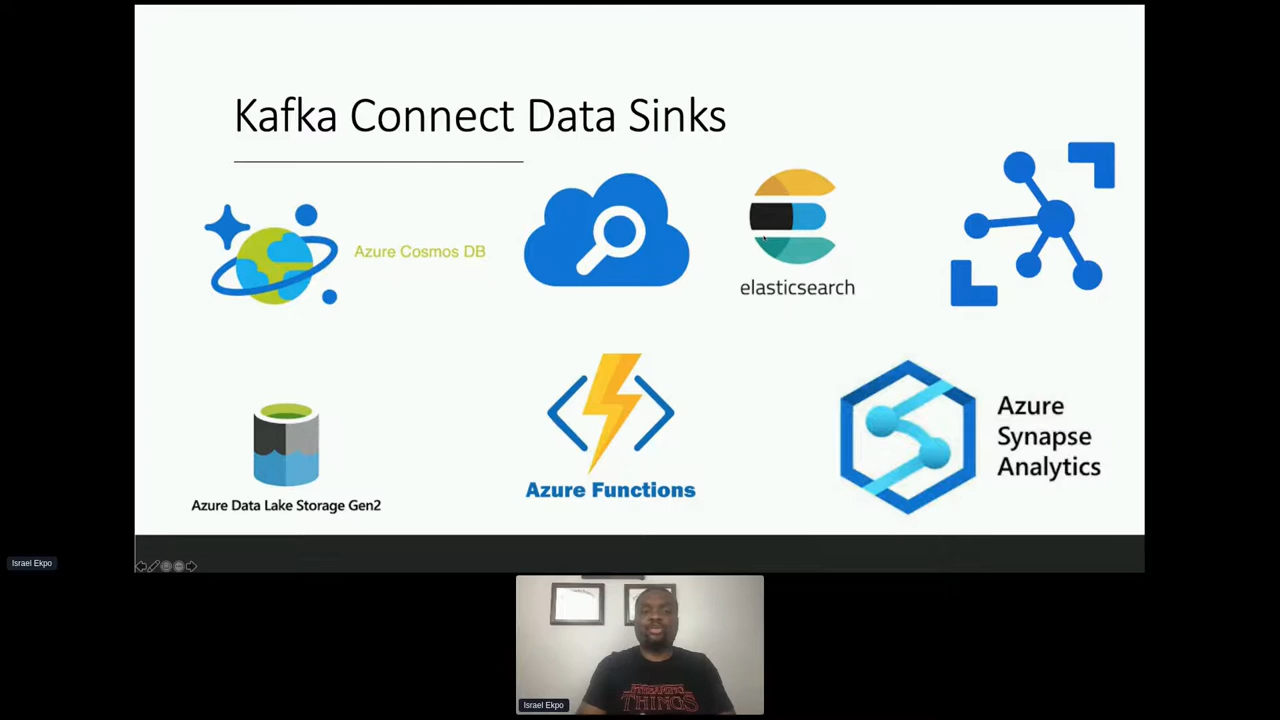 Kafka Connect Data Sinks
Azure Cosmos DB
elasticsearch
Azure Data Lake Storage Gen2
Azure Functions
Azure
Synapse
Analytics
Israel Ekpo
THINGS
Israel Ekpo